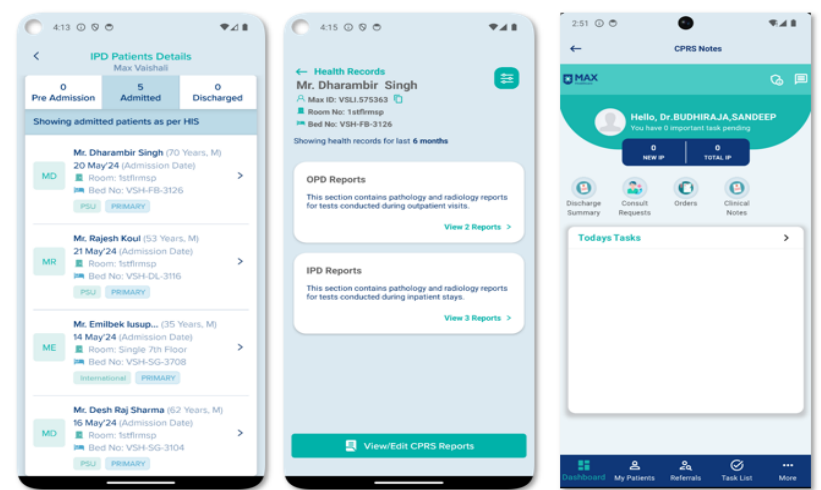 4:13
IPD Patients Details
Max Vaishali
0
Pre Admission
5
Admitted
0
Discharged
Showing admitted patients as per HIS
MD
Mr. Dharambir Singh (70 Years, M)
20 May'24 (Admission Date)
Room: 1stflrmsp
Bed No: VSH-FB-3126
PSU
PRIMARY
MR
Mr. Rajesh Koul (53 Years, M)
21 May'24 (Admission Date)
Room: 1stflrmsp
Bed No: VSH-DL-3116
PSU
PRIMARY
ME
Mr. Emilbek Iusup... (35 Years, M)
14 May'24 (Admission Date)
Room: Single 7th Floor
Bed No: VSH-SG-3708
International
PRIMARY
MD
Mr. Desh Raj Sharma (62 Years, M)
16 May'24 (Admission Date)
Room: 1stflrmsp
Bed No: VSH-SG-3104
PSU
PRIMARY
4:15
Health Records
Mr. Dharambir Singh
Max ID: VSLI.575363
Room No: 1stflrmsp
Bed No: VSH-FB-3126
Showing health records for last 6 months
OPD Reports
This section contains pathology and radiology reports
for tests conducted during outpatient visits.
View 2 Reports >
IPD Reports
This section contains pathology and radiology reports
for tests conducted during inpatient stays.
View 3 Reports >
View/Edit CPRS Reports
2:51
CPRS Notes
MAX
Hello, Dr.BUDHIRAJA,SANDEEP
You have 0 important task pending
0
NEW IP
0
TOTAL IP
Discharge
Summary
Consult
Requests
Orders
Clinical
Notes
Todays Tasks
Dashboard
My Patients
Referrals
Task List
More